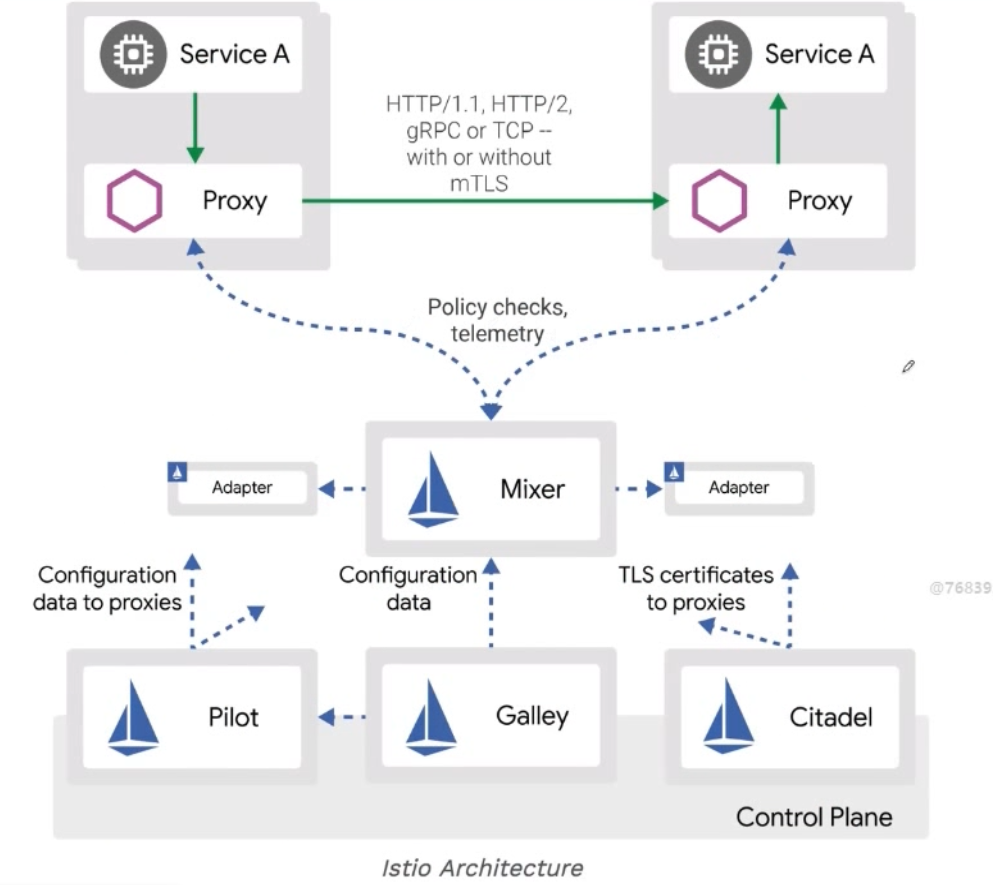 Service A
Service A
HTTP/1.1, HTTP/2,
gRPC or TCP --
with or without
mTLS
Proxy
Proxy
Policy checks,
telemetry
Mixer
Adapter
Adapter
Configuration
data to proxies
Configuration
data
TLS certificates
to proxies
@76839
Pilot
Galley
Citadel
Control Plane
Istio Architecture